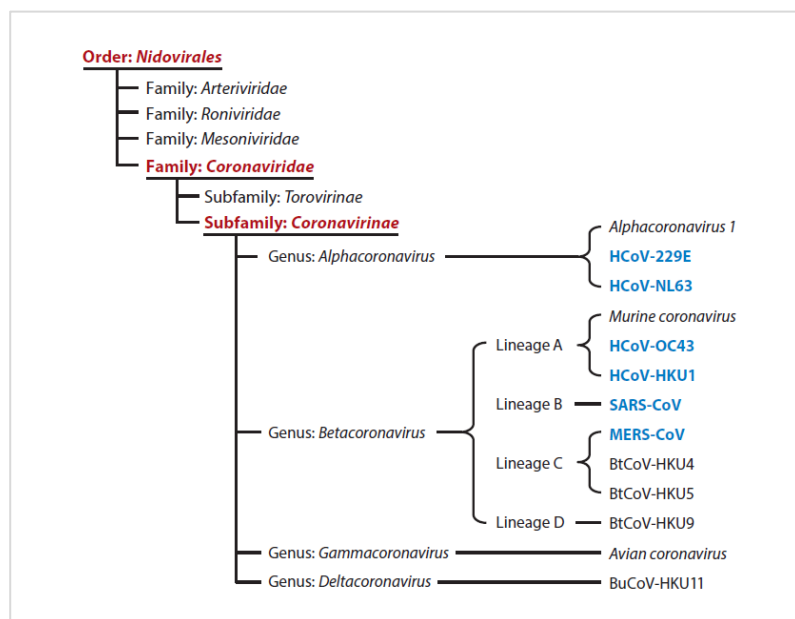 Order: Nidovirales
Family: Arteriviridae
Family: Roniviridae
Family: Mesoniviridae
Family: Coronaviridae
Subfamily: Torovirinae
Subfamily: Coronavirinae
Genus: Alphacoronavirus
Alphacoronavirus 1
HCoV-229E
HCoV-NL63
Genus: Betacoronavirus
Lineage A
Murine coronavirus
HCoV-OC43
HCoV-HKU1
Lineage B
SARS-CoV
Lineage C
MERS-CoV
BtCoV-HKU4
BtCoV-HKU5
Lineage D
BtCoV-HKU9
Genus: Gammacoronavirus
Avian coronavirus
Genus: Deltacoronavirus
BuCoV-HKU11